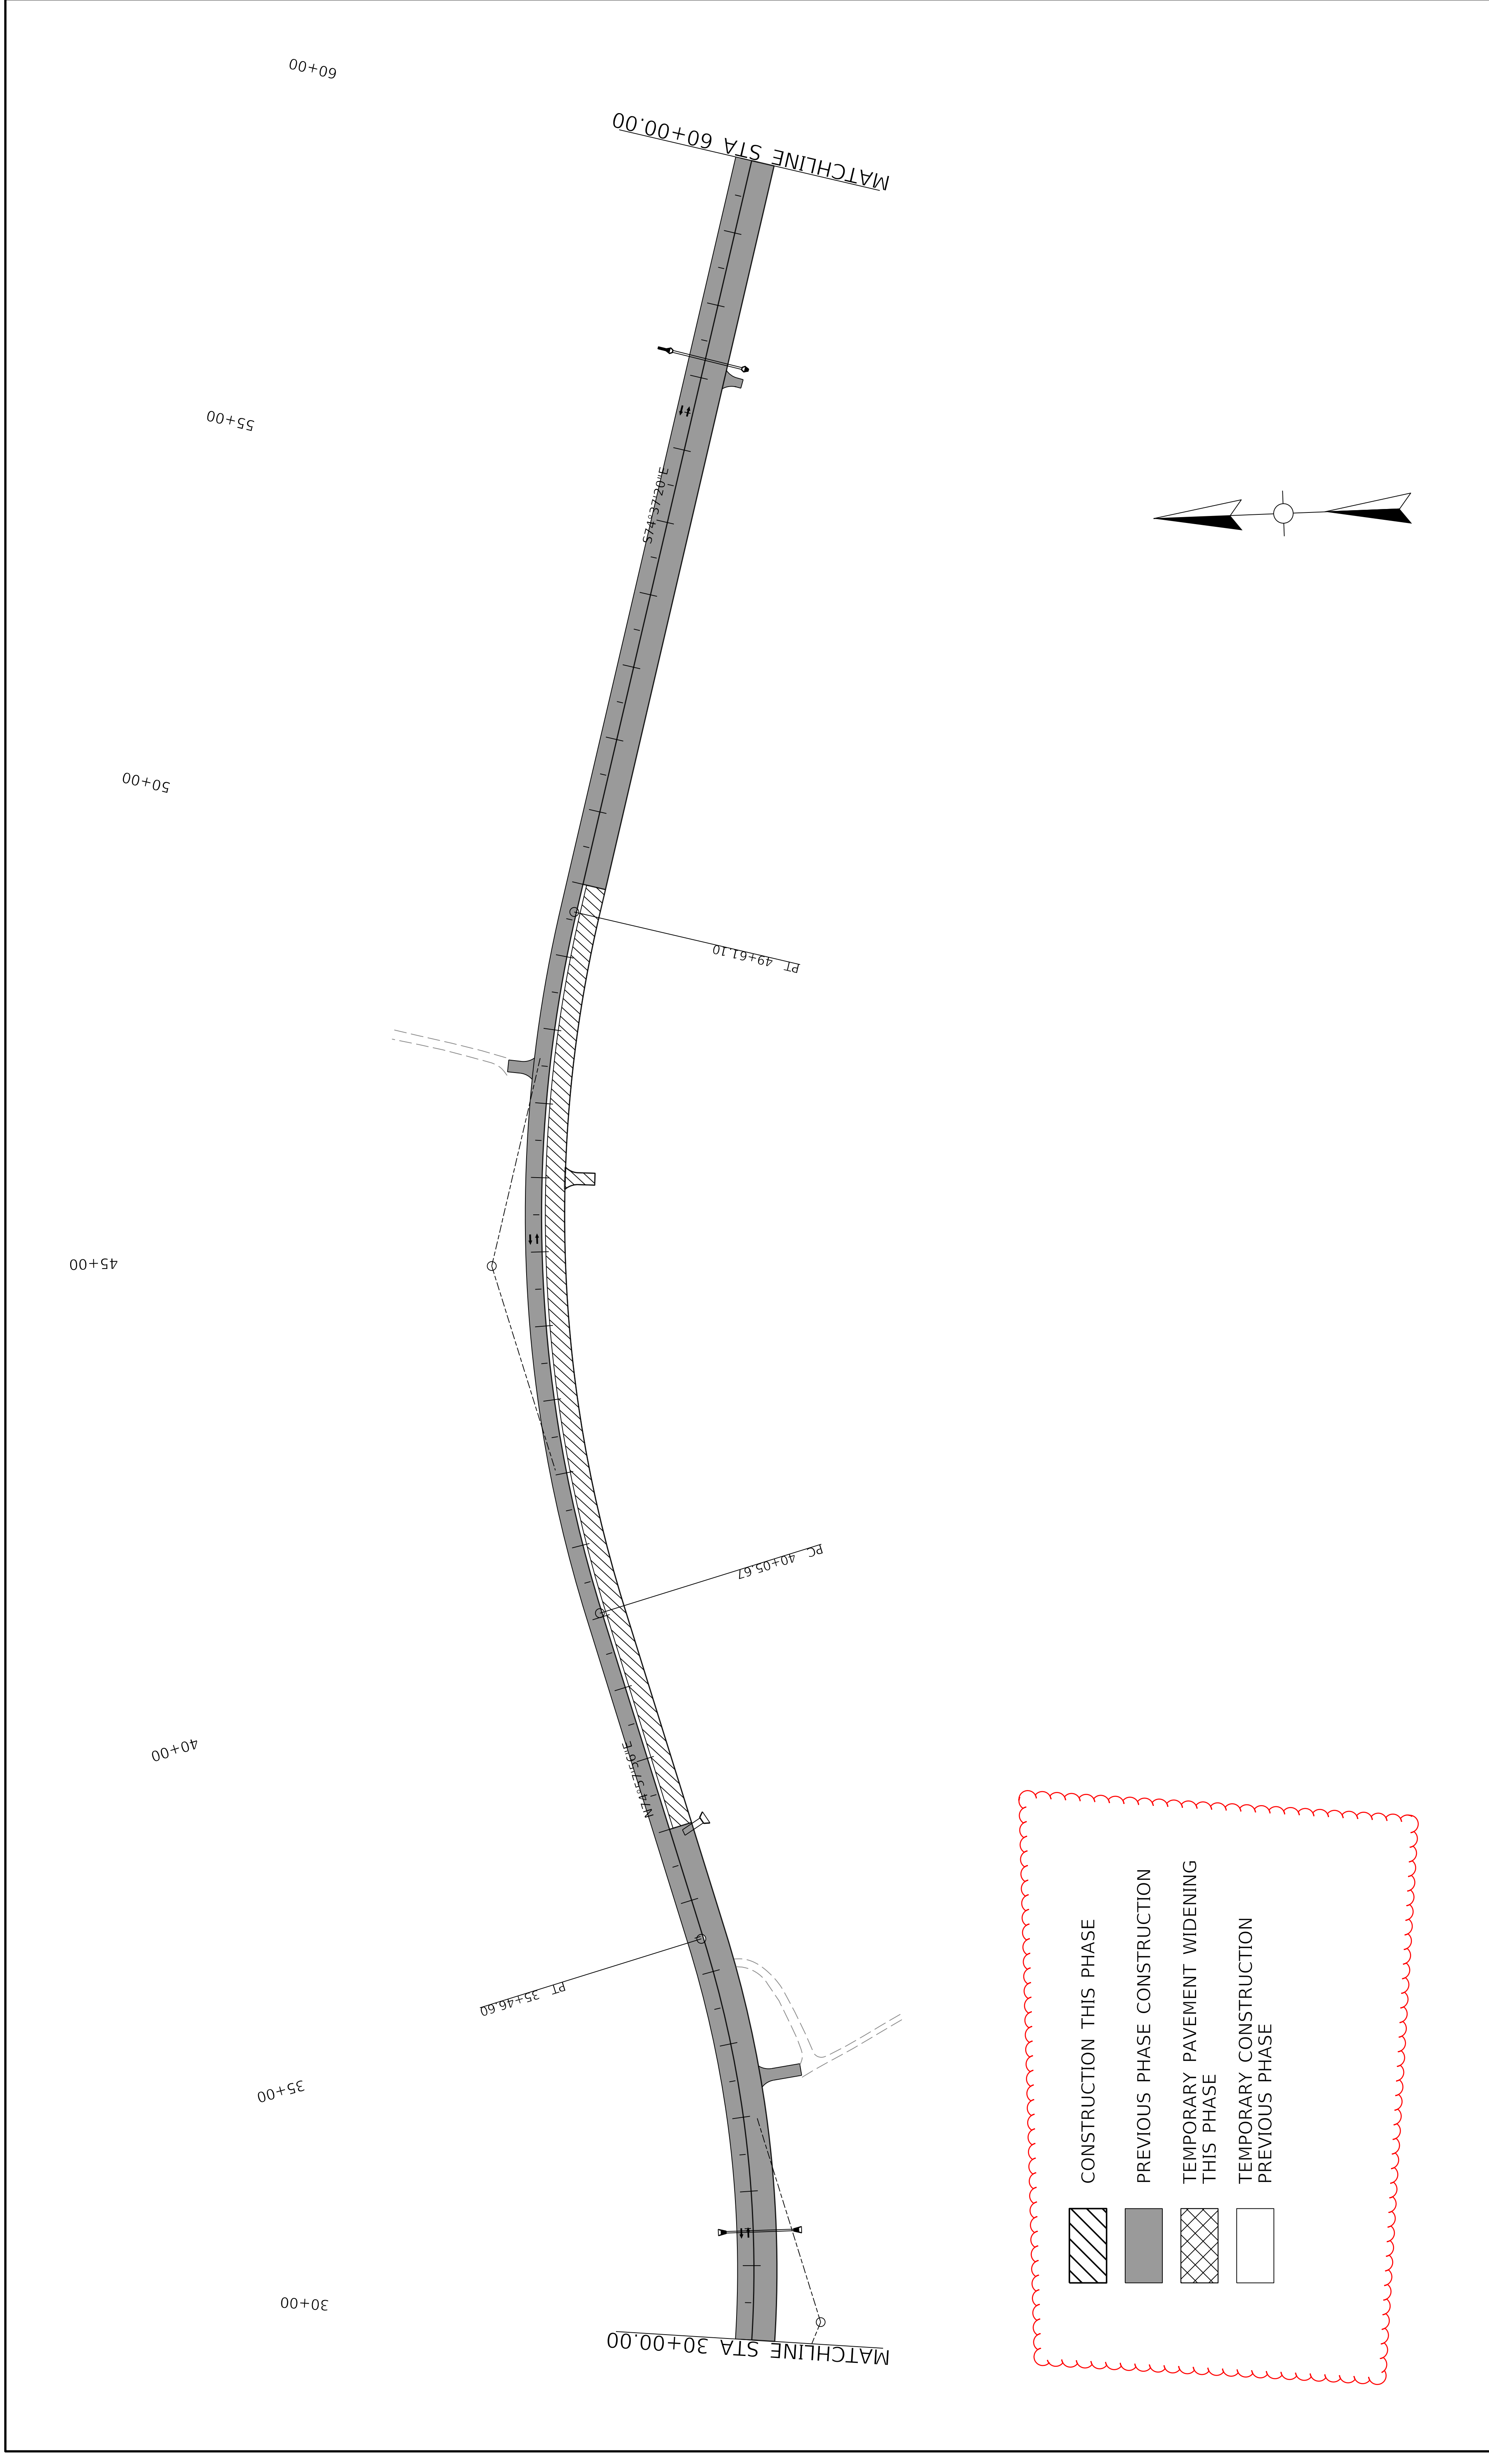 60+00
MATCHLINE STA 60+00.00
55+00
S74°37'20"E
50+00
PT 49+61.10
45+00
PC 40+05.67
40+00
N74°57'56"E
PT 35+46.60
35+00
30+00
MATCHLINE STA 30+00.00
CONSTRUCTION THIS PHASE
PREVIOUS PHASE CONSTRUCTION
TEMPORARY PAVEMENT WIDENING
THIS PHASE
TEMPORARY CONSTRUCTION
PREVIOUS PHASE